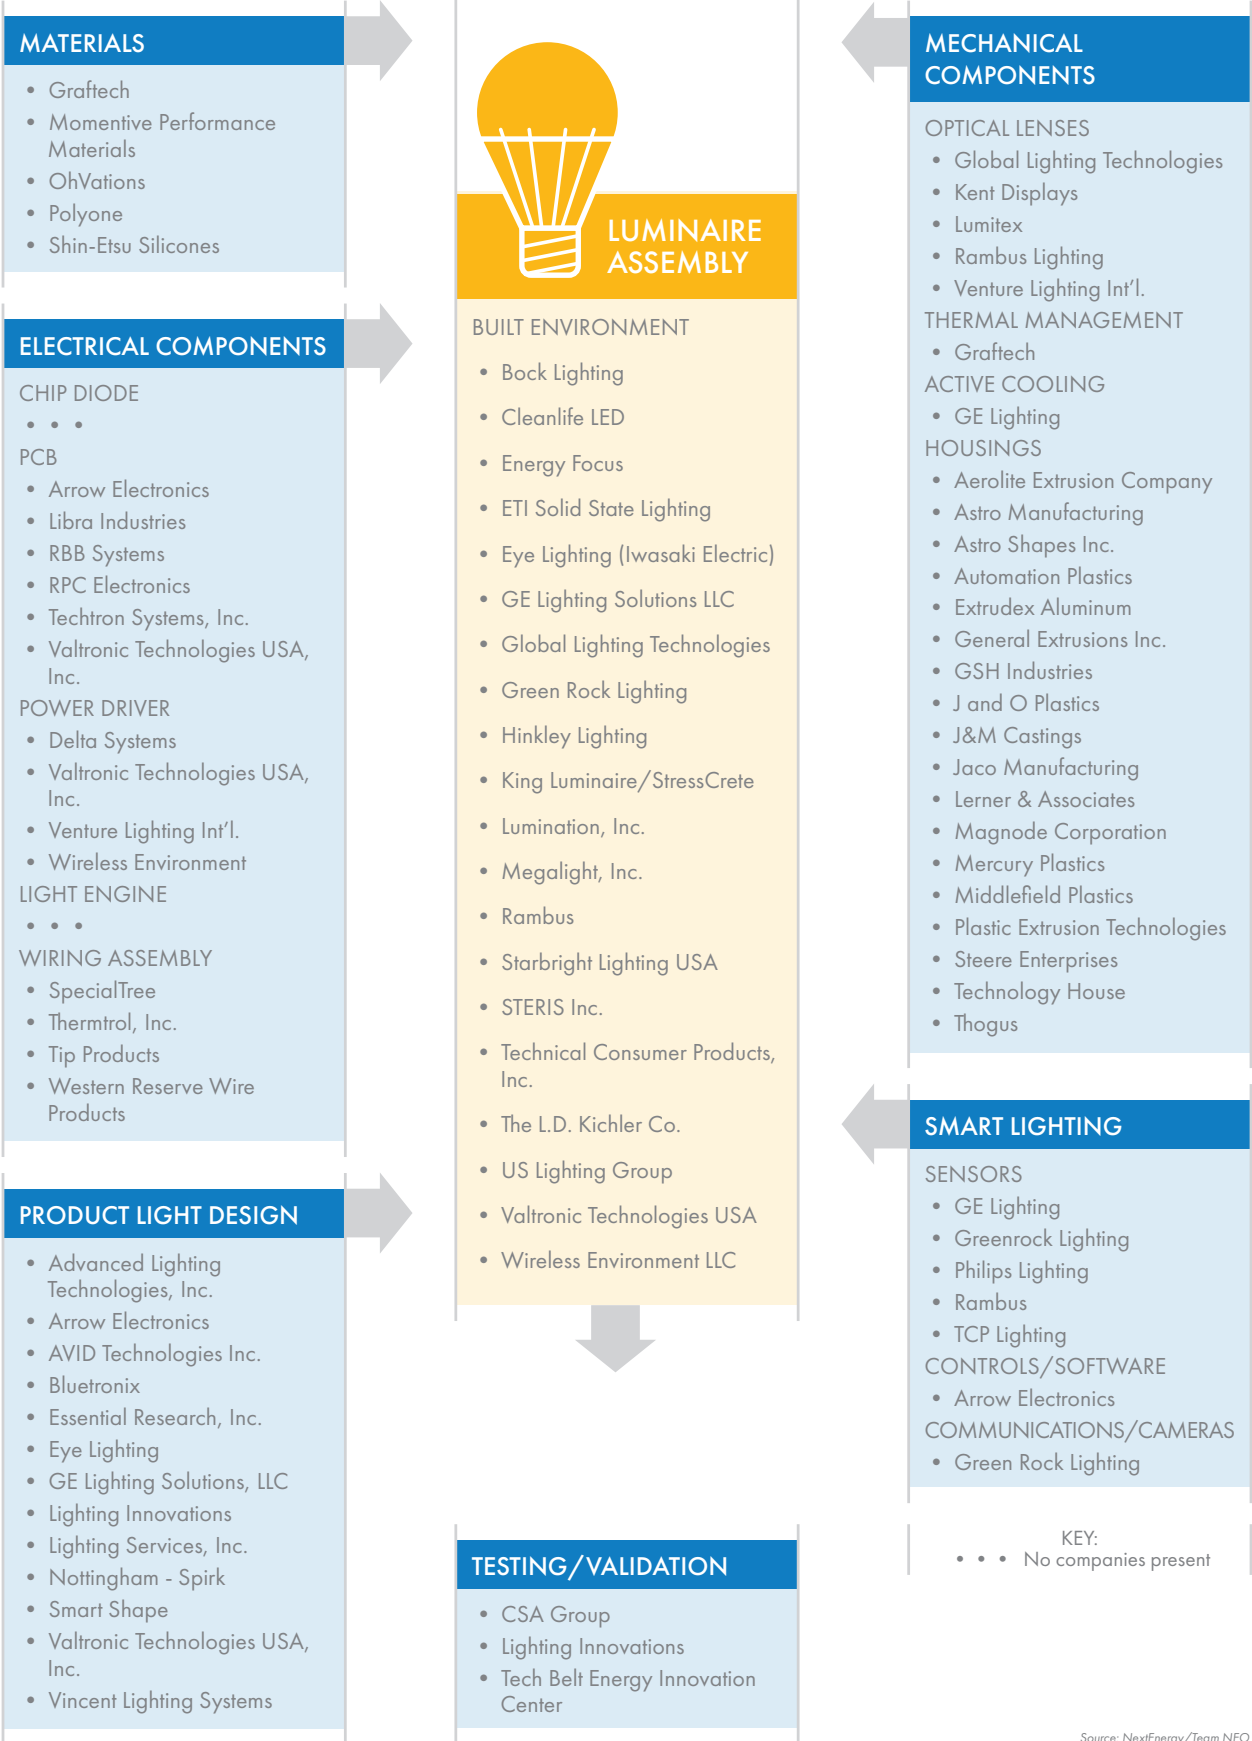 MATERIALS
• Graftech
• Momentive Performance
Materials
• OhVations
• Polyone
• Shin-Etsu Silicones
ELECTRICAL COMPONENTS
CHIP DIODE
• • •
PCB
• Arrow Electronics
• Libra Industries
• RBB Systems
• RPC Electronics
• Techtron Systems, Inc.
• Valtronic Technologies USA,
Inc.
POWER DRIVER
• Delta Systems
• Valtronic Technologies USA,
Inc.
• Venture Lighting Int’l.
• Wireless Environment
LIGHT ENGINE
• • •
WIRING ASSEMBLY
• SpecialTree
• Thermtrol, Inc.
• Tip Products
• Western Reserve Wire
Products
PRODUCT LIGHT DESIGN
• Advanced Lighting
Technologies, Inc.
• Arrow Electronics
• AVID Technologies Inc.
• Bluetronix
• Essential Research, Inc.
• Eye Lighting
• GE Lighting Solutions, LLC
• Lighting Innovations
• Lighting Services, Inc.
• Nottingham - Spirk
• Smart Shape
• Valtronic Technologies USA,
Inc.
• Vincent Lighting Systems
LUMINAIRE
ASSEMBLY
BUILT ENVIRONMENT
• Bock Lighting
• Cleanlife LED
• Energy Focus
• ETI Solid State Lighting
• Eye Lighting (Iwasaki Electric)
• GE Lighting Solutions LLC
• Global Lighting Technologies
• Green Rock Lighting
• Hinkley Lighting
• King Luminaire/StressCrete
• Lumination, Inc.
• Megalight, Inc.
• Rambus
• Starbright Lighting USA
• STERIS Inc.
• Technical Consumer Products,
Inc.
• The L.D. Kichler Co.
• US Lighting Group
• Valtronic Technologies USA
• Wireless Environment LLC
TESTING/VALIDATION
• CSA Group
• Lighting Innovations
• Tech Belt Energy Innovation
Center
MECHANICAL
COMPONENTS
OPTICAL LENSES
• Global Lighting Technologies
• Kent Displays
• Lumitex
• Rambus Lighting
• Venture Lighting Int’l.
THERMAL MANAGEMENT
• Graftech
ACTIVE COOLING
• GE Lighting
HOUSINGS
• Aerolite Extrusion Company
• Astro Manufacturing
• Astro Shapes Inc.
• Automation Plastics
• Extrudex Aluminum
• General Extrusions Inc.
• GSH Industries
• J and O Plastics
• J&M Castings
• Jaco Manufacturing
• Lerner & Associates
• Magnode Corporation
• Mercury Plastics
• Middlefield Plastics
• Plastic Extrusion Technologies
• Steere Enterprises
• Technology House
• Thogus
SMART LIGHTING
SENSORS
• GE Lighting
• Greenrock Lighting
• Philips Lighting
• Rambus
• TCP Lighting
CONTROLS/SOFTWARE
• Arrow Electronics
COMMUNICATIONS/CAMERAS
• Green Rock Lighting
KEY:
• • • No companies present
Source: NextEnergy/Team NEO